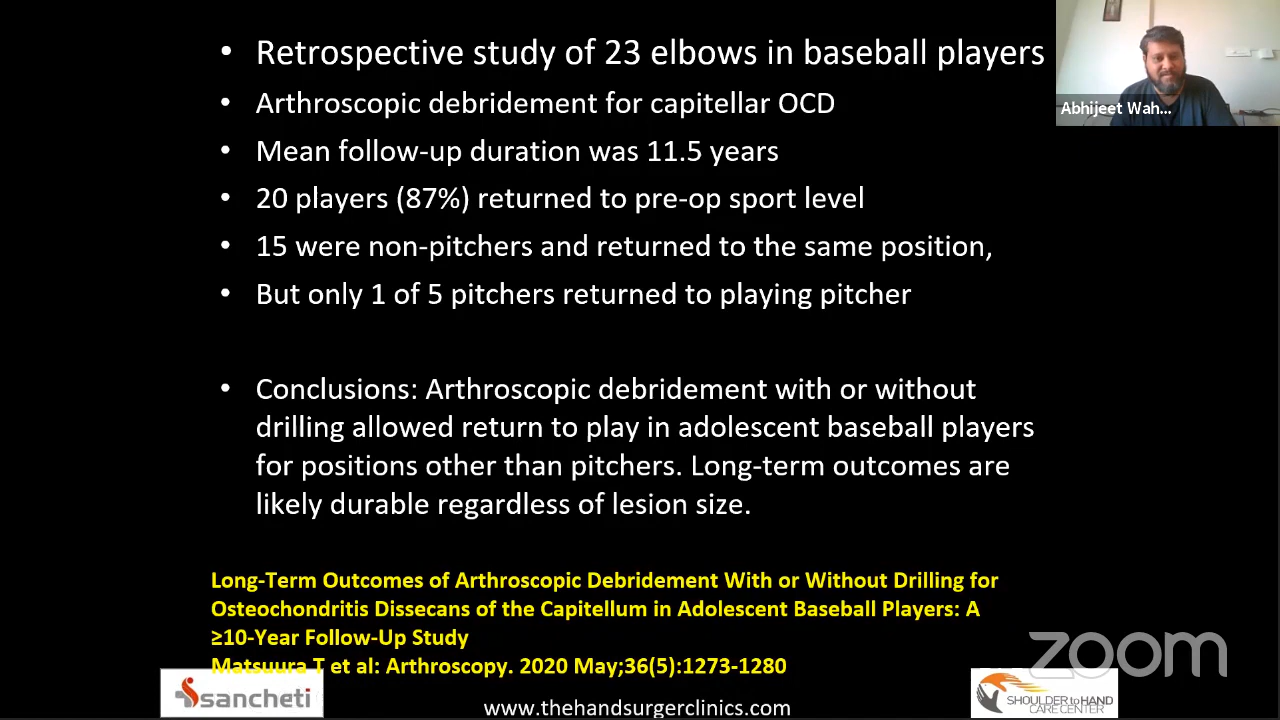 • Retrospective study of 23 elbows in baseball players
• Arthroscopic debridement for capitellar OCD
• Mean follow-up duration was 11.5 years
• 20 players (87%) returned to pre-op sport level
• 15 were non-pitchers and returned to the same position,
• But only 1 of 5 pitchers returned to playing pitcher
• Conclusions: Arthroscopic debridement with or without
drilling allowed return to play in adolescent baseball players
for positions other than pitchers. Long-term outcomes are
likely durable regardless of lesion size.
Long-Term Outcomes of Arthroscopic Debridement With or Without Drilling for
Osteochondritis Dissecans of the Capitellum in Adolescent Baseball Players: A
≥10-Year Follow-Up Study
Matsuura T et al: Arthroscopy. 2020 May;36(5):1273-1280
Abhijeet Wah...
zoom
sancheti
www.thehandsurgerclinics.com
SHOULDER to HAND
CARE CENTER